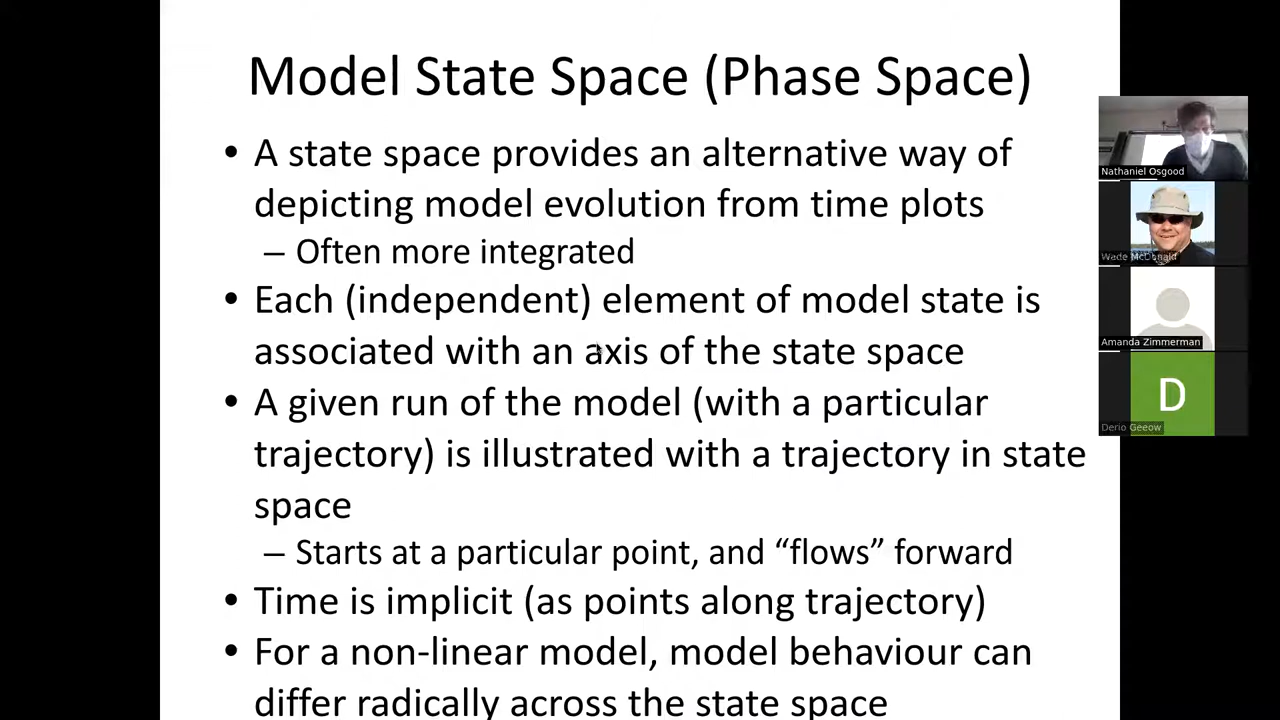 Model State Space (Phase Space)
• A state space provides an alternative way of
depicting model evolution from time plots
– Often more integrated
• Each (independent) element of model state is
associated with an axis of the state space
• A given run of the model (with a particular
trajectory) is illustrated with a trajectory in state
space
– Starts at a particular point, and “flows” forward
• Time is implicit (as points along trajectory)
• For a non-linear model, model behaviour can
differ radically across the state space
Nathaniel Osgood
Wade McDonald
Amanda Zimmerman
D
Derio Geeow